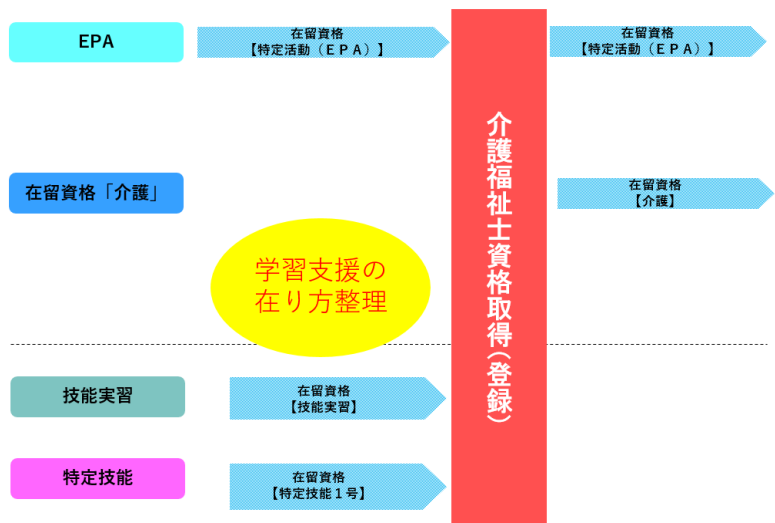 EPA
在留資格
【特定活動（ＥＰＡ）】
在留資格
【特定活動（ＥＰＡ）】
介護福祉士資格取得(登録)
在留資格「介護」
在留資格
【介護】
学習支援の
在り方整理
技能実習
在留資格
【技能実習】
特定技能
在留資格
【特定技能１号】